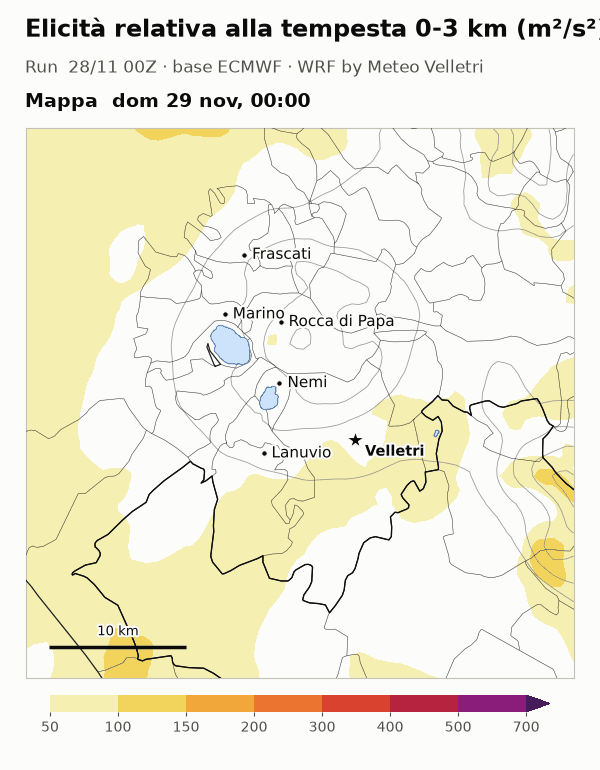 Elicità relativa alla tempesta 0-3 km (m²/s²)
Run  28/11 00Z · base ECMWF · WRF by Meteo Velletri
Mappa  dom 29 nov, 00:00
Frascati
Marino
Rocca di Papa
Nemi
Velletri
Lanuvio
10 km
50 100 150 200 300 400 500 700